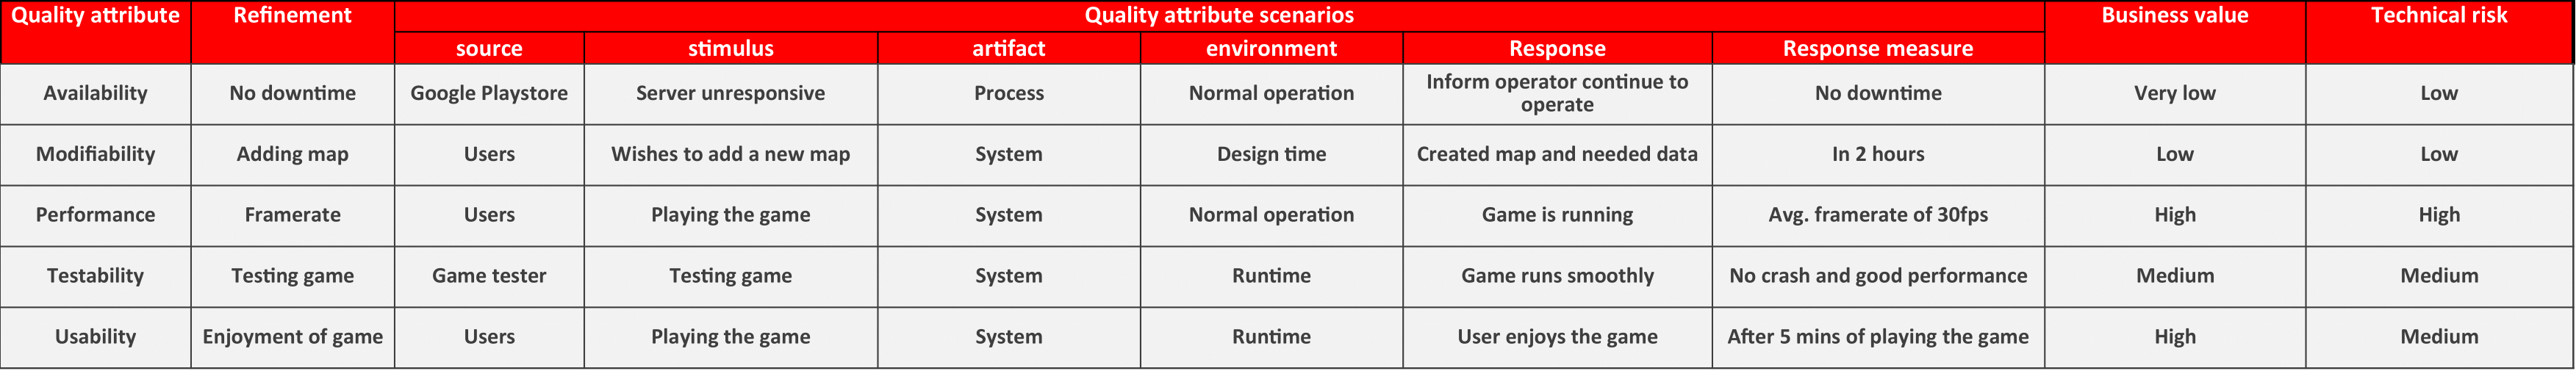 Quality attribute Refinement Quality attribute scenarios Business value Technical risk
source stimulus artifact environment Response Response measure
Availability No downtime Google Playstore Server unresponsive Process Normal operation Inform operator continue to operate No downtime Very low Low
Modifiability Adding map Users Wishes to add a new map System Design time Created map and needed data In 2 hours Low Low
Performance Framerate Users Playing the game System Normal operation Game is running Avg. framerate of 30fps High High
Testability Testing game Game tester Testing game System Runtime Game runs smoothly No crash and good performance Medium Medium
Usability Enjoyment of game Users Playing the game System Runtime User enjoys the game After 5 mins of playing the game High Medium